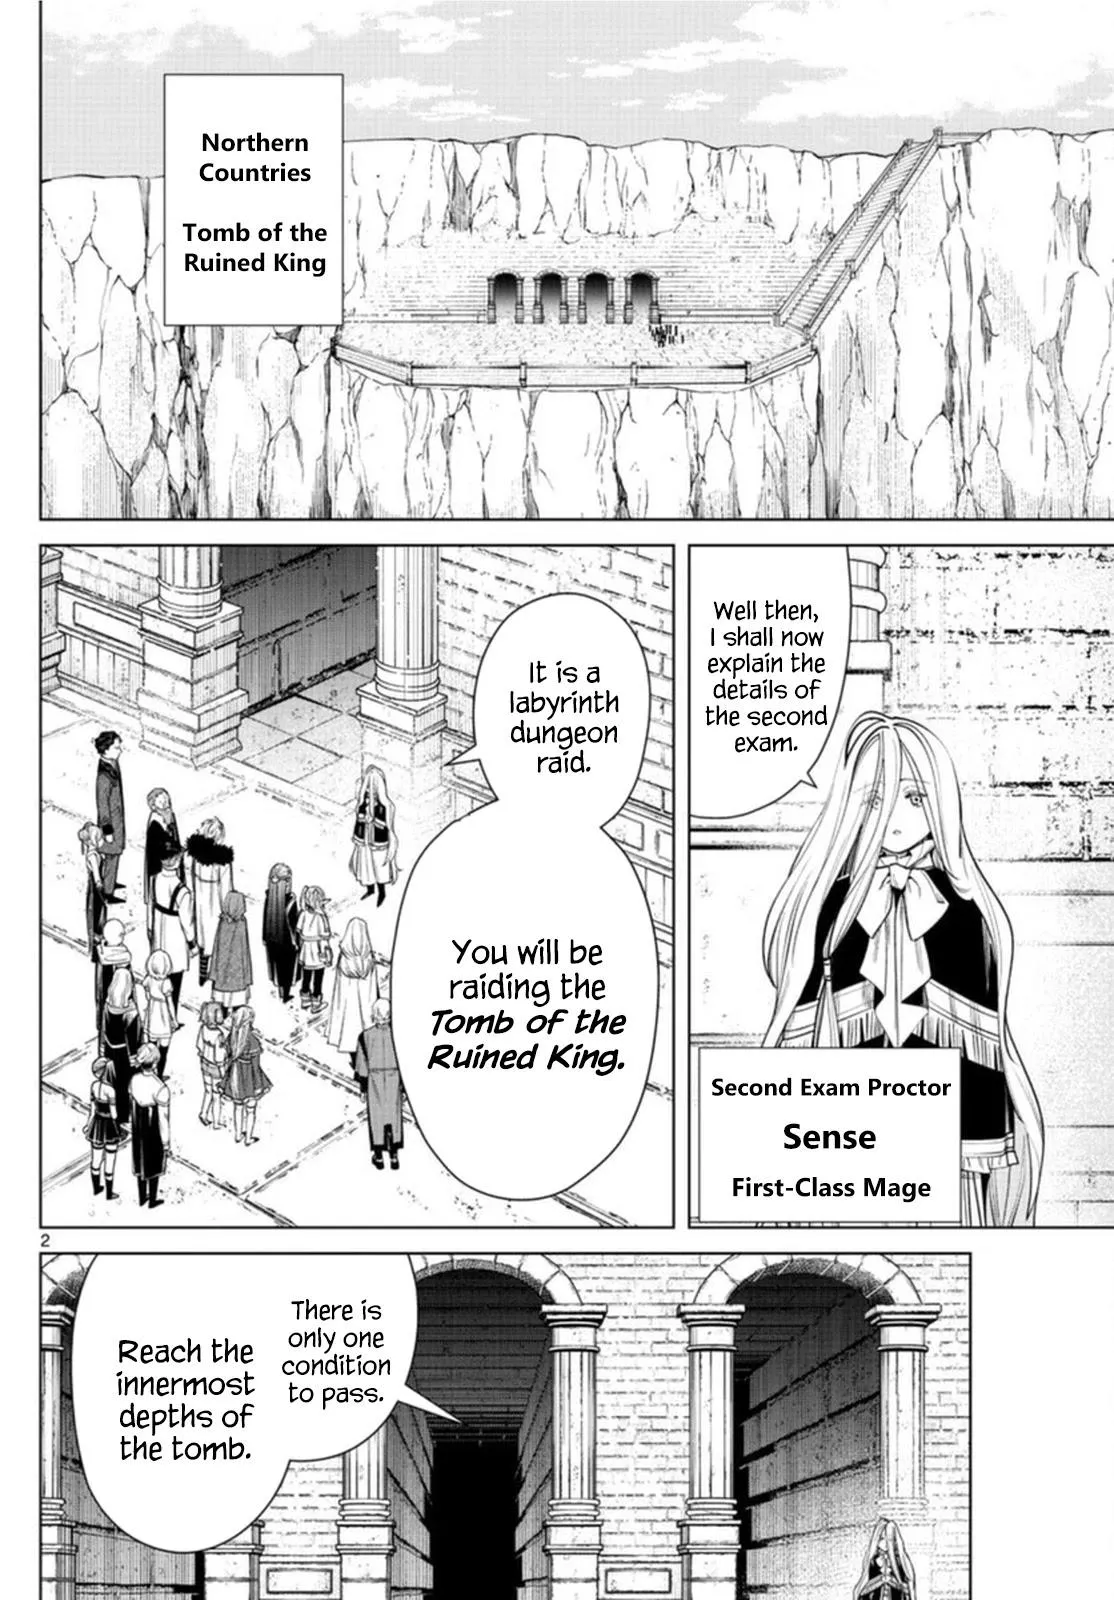 Northern
Countries
Tomb of the
Ruined King
Well then,
I shall now
explain the
details of
the second
exam.
Second Exam Proctor
Sense
First-Class Mage
It is a
labyrinth
dungeon
raid.
You will be
raiding the
Tomb of the
Ruined King.
2
There is
only one
condition
to pass.
Reach the
innermost
depths of
the tomb.